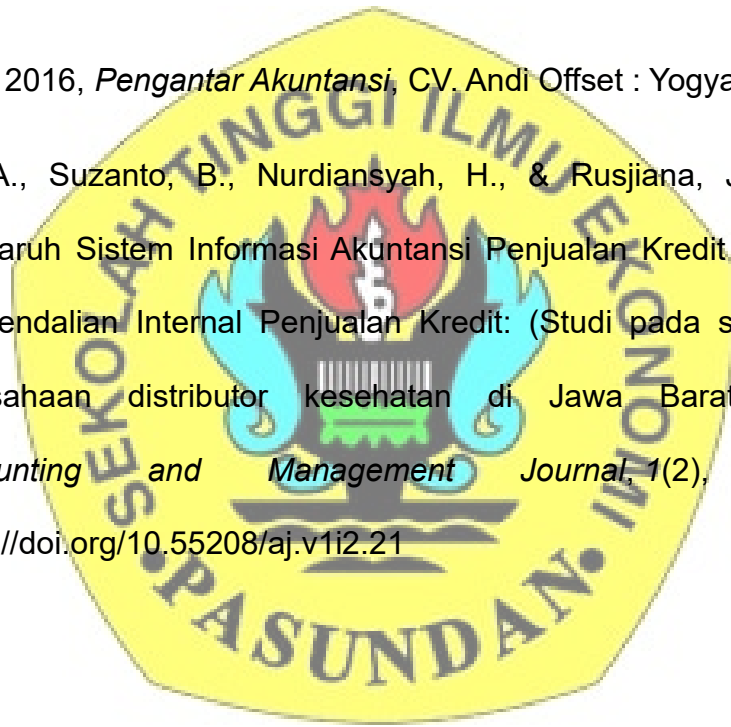 2016, Pengantar Akuntansi, CV. Andi Offset : Yogya
A., Suzanto, B., Nurdiansyah, H., & Rusjiana, J
aruh Sistem Informasi Akuntansi Penjualan Kredit
endalian Internal Penjualan Kredit: (Studi pada s
sahaan distributor kesehatan di Jawa Barat
unting and Management Journal, 1(2),
://doi.org/10.55208/aj.v1i2.21
SEKOLAH TINGGI ILMU EKONOMI
• PASUNDAN •